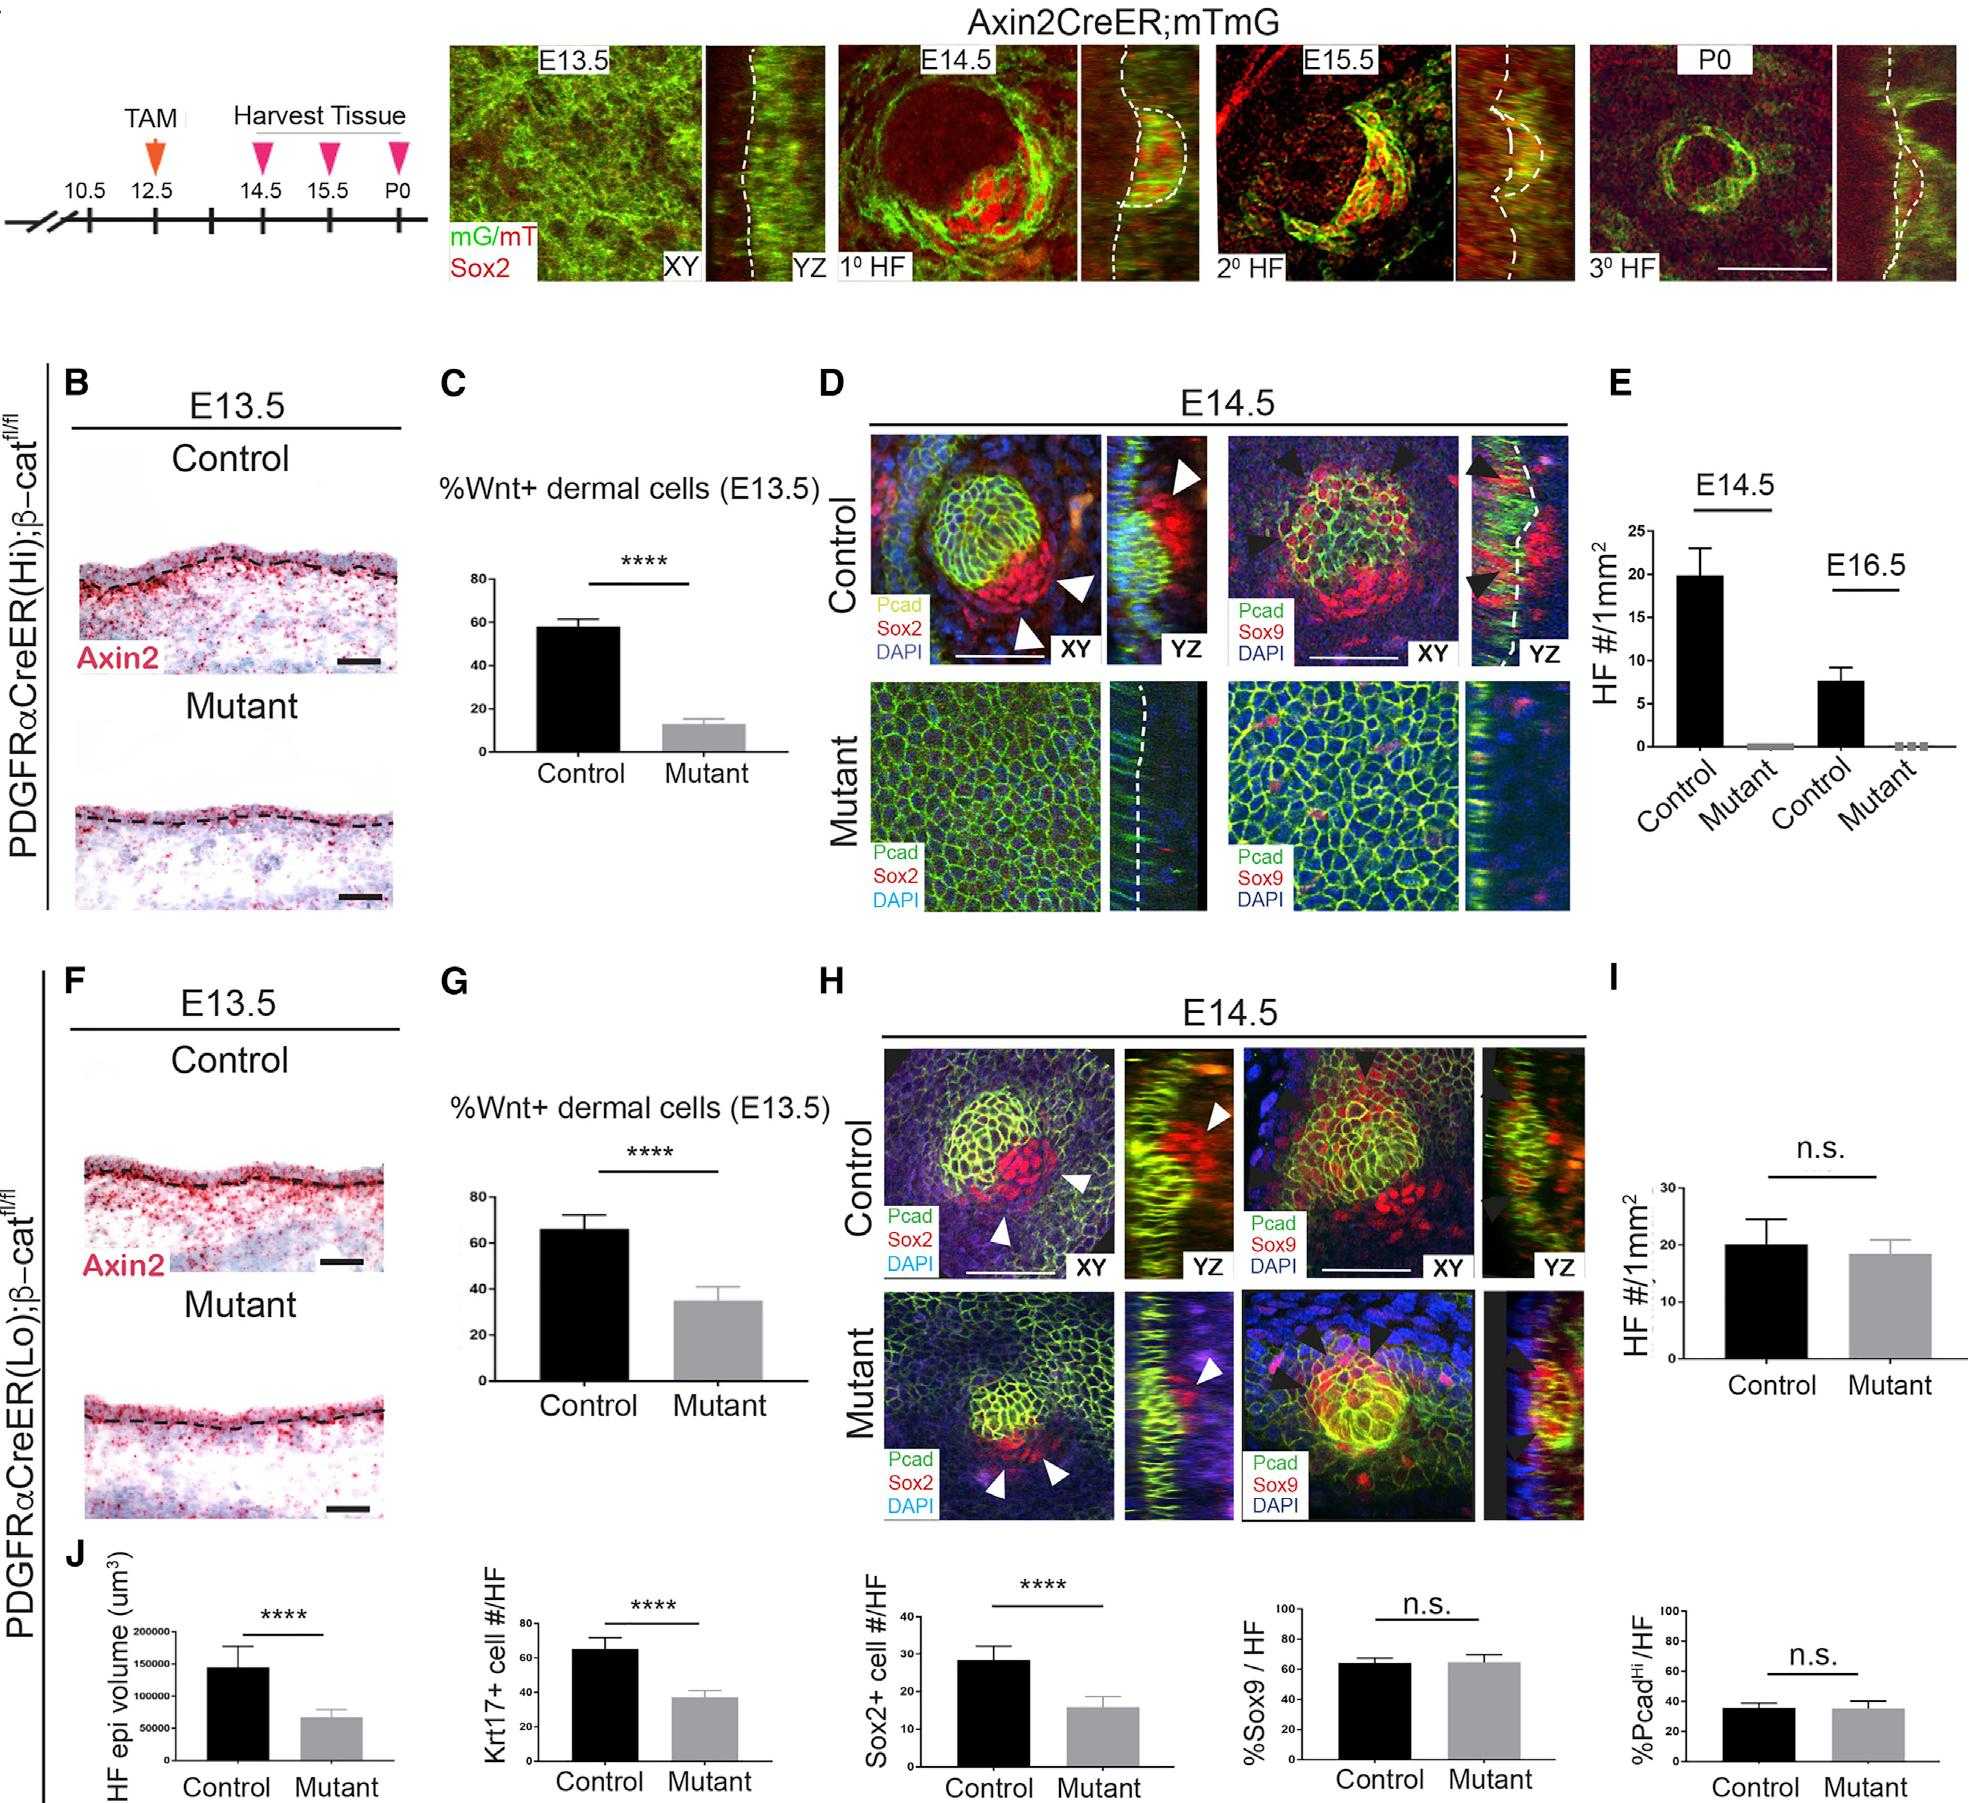 Axin2CreER;mTmG
TAM
Harvest Tissue
10.5 12.5 14.5 15.5 P0
E13.5
mG/mT
Sox2
XY
YZ
E14.5
1⁰ HF
E15.5
2⁰ HF
P0
3⁰ HF
PDGFRαCreER(Hi);β–cat fl/fl
B
E13.5
Control
Axin2
Mutant
C
%Wnt+ dermal cells (E13.5)
****
80
60
40
20
0
Control Mutant
D
E14.5
Control
Pcad
Sox2
DAPI
XY
YZ
Pcad
Sox9
DAPI
XY
YZ
Mutant
Pcad
Sox2
DAPI
Pcad
Sox9
DAPI
E
HF #/1mm²
E14.5
E16.5
25
20
15
10
5
0
Control Mutant Control Mutant
PDGFRαCreER(Lo);β–cat fl/fl
F
E13.5
Control
Axin2
Mutant
G
%Wnt+ dermal cells (E13.5)
****
80
60
40
20
0
Control Mutant
H
E14.5
Control
Pcad
Sox2
DAPI
XY
YZ
Pcad
Sox9
DAPI
XY
YZ
Mutant
Pcad
Sox2
DAPI
Pcad
Sox9
DAPI
I
HF #/1mm²
n.s.
30
20
10
0
Control Mutant
J
HF epi volume (um³)
****
200000
150000
100000
50000
0
Control Mutant
Krt17+ cell #/HF
****
80
60
40
20
0
Control Mutant
Sox2+ cell #/HF
****
40
30
20
10
0
Control Mutant
%Sox9 / HF
n.s.
100
80
60
40
20
0
Control Mutant
%Pcad Hi /HF
n.s.
100
80
60
40
20
0
Control Mutant